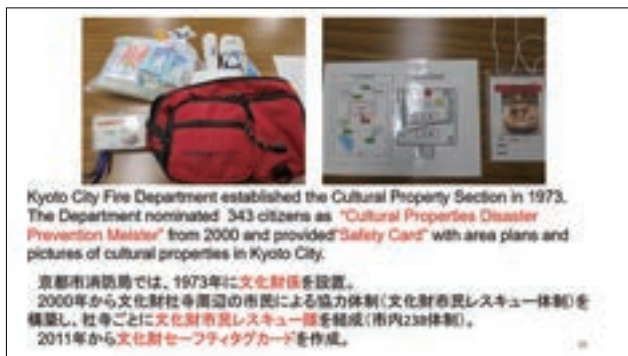 Kyoto City Fire Department established the Cultural Property Section in 1973.
The Department nominated 343 citizens as "Cultural Properties Disaster
Prevention Meister" from 2000 and provided"Safety Card" with area plans and
pictures of cultural properties in Kyoto City.
京都市消防局では、1973年に文化財係を設置。
2000年から文化財社寺周辺の市民による協力体制(文化財市民レスキュー体制)を
構築し、社寺ごとに文化財市民レスキュー隊を結成(市内238体制)。
2011年から文化財セーフティタグカードを作成。